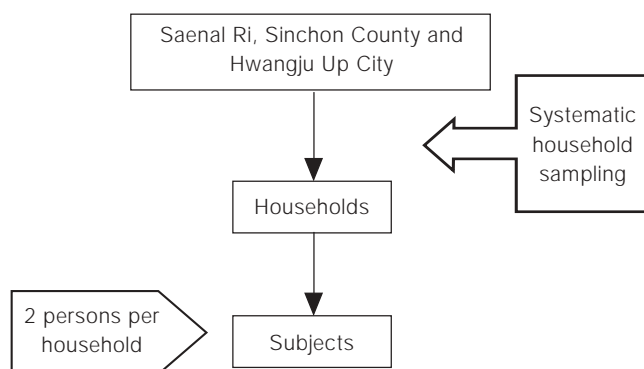 Saenal Ri, Sinchon County and
Hwangju Up City
Systematic
household
sampling
Households
2 persons per
household
Subjects